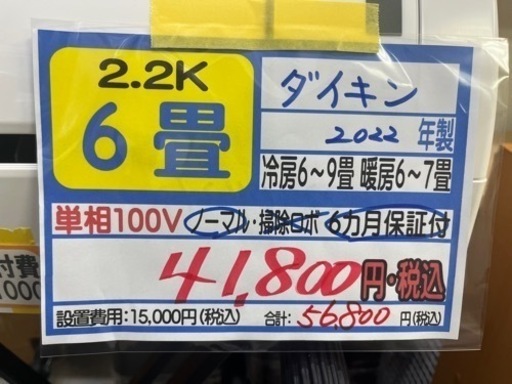 2.2K
6畳
ダイキン
2022 年製
冷房6～9畳 暖房6～7畳
単相100V ノーマル・掃除ロボ 6カ月保証付
41,800円・税込
設置費用:15,000円(税込) 合計: 56,800 円(税込)
付費
000